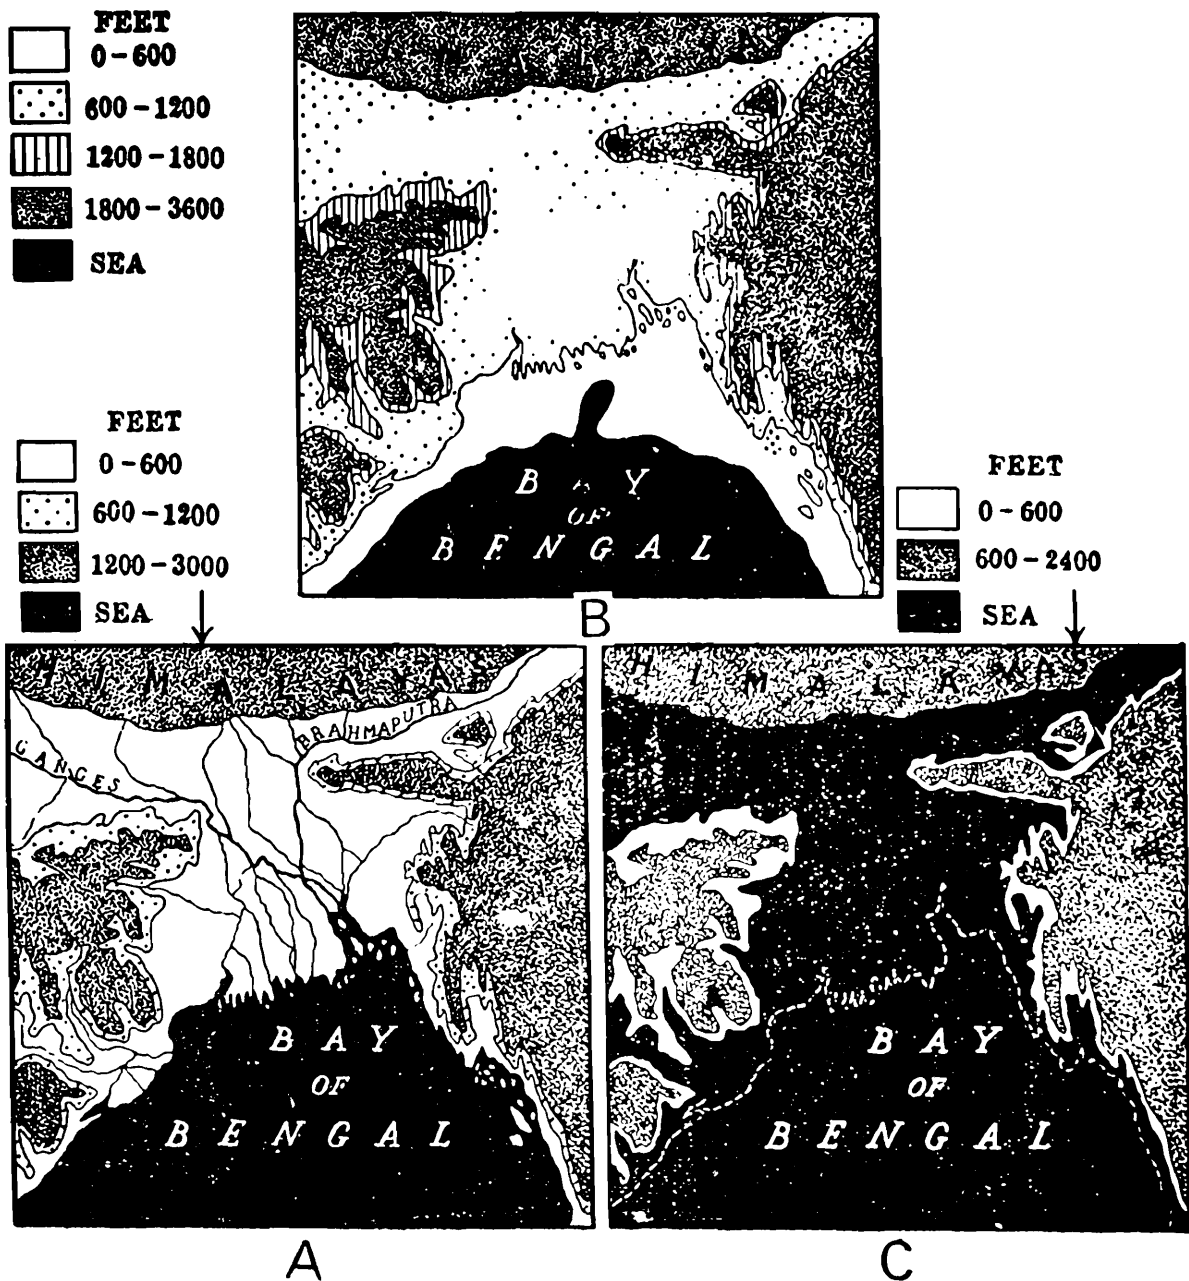 FEET
0-600
600-1200
1200-1800
1800-3600
SEA
BAY
OF
BENGAL
B
FEET
0-600
600-1200
1200-3000
SEA
FEET
0-600
600-2400
SEA
HIMALAYAS
BRAHMAPUTRA
GANGES
BAY
OF
BENGAL
A
HIMALAYAS
BAY
OF
BENGAL
C